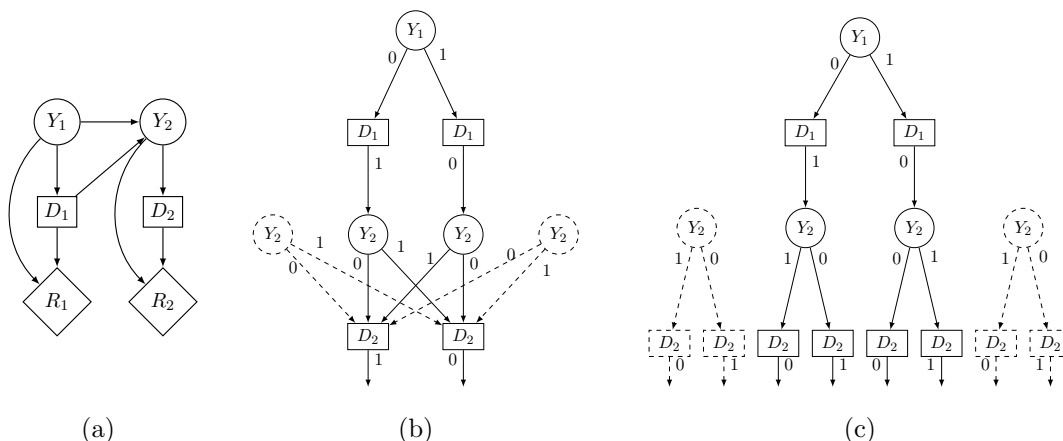 Y₁
0 1
D₁ D₁
1 0
Y₂ Y₂ Y₂ Y₂
0 1 0 1 1 0 0 1
D₂ D₂
1 0
Y₁ Y₂
D₁ D₂
R₁ R₂
Y₁
0 1
D₁ D₁
1 0
Y₂ Y₂ Y₂ Y₂
1 0 1 0 0 1 1 0
D₂ D₂ D₂ D₂ D₂ D₂ D₂ D₂
0 1 0 1 0 1 0 1
(a) (b) (c)